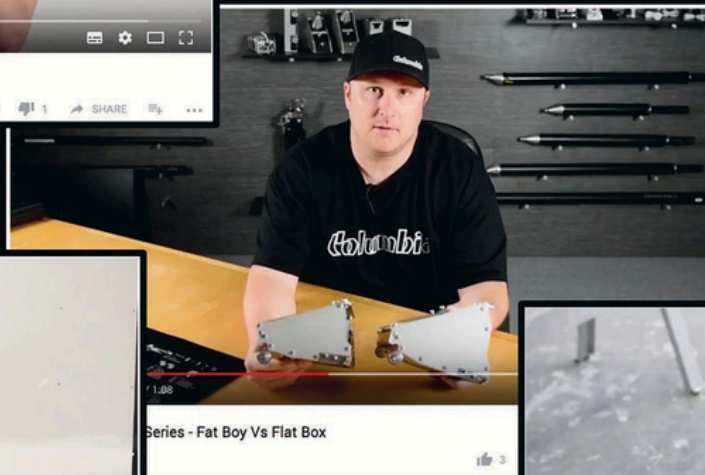 1 SHARE
Columbia
Columbia
/ 1:08
Series - Fat Boy Vs Flat Box
3